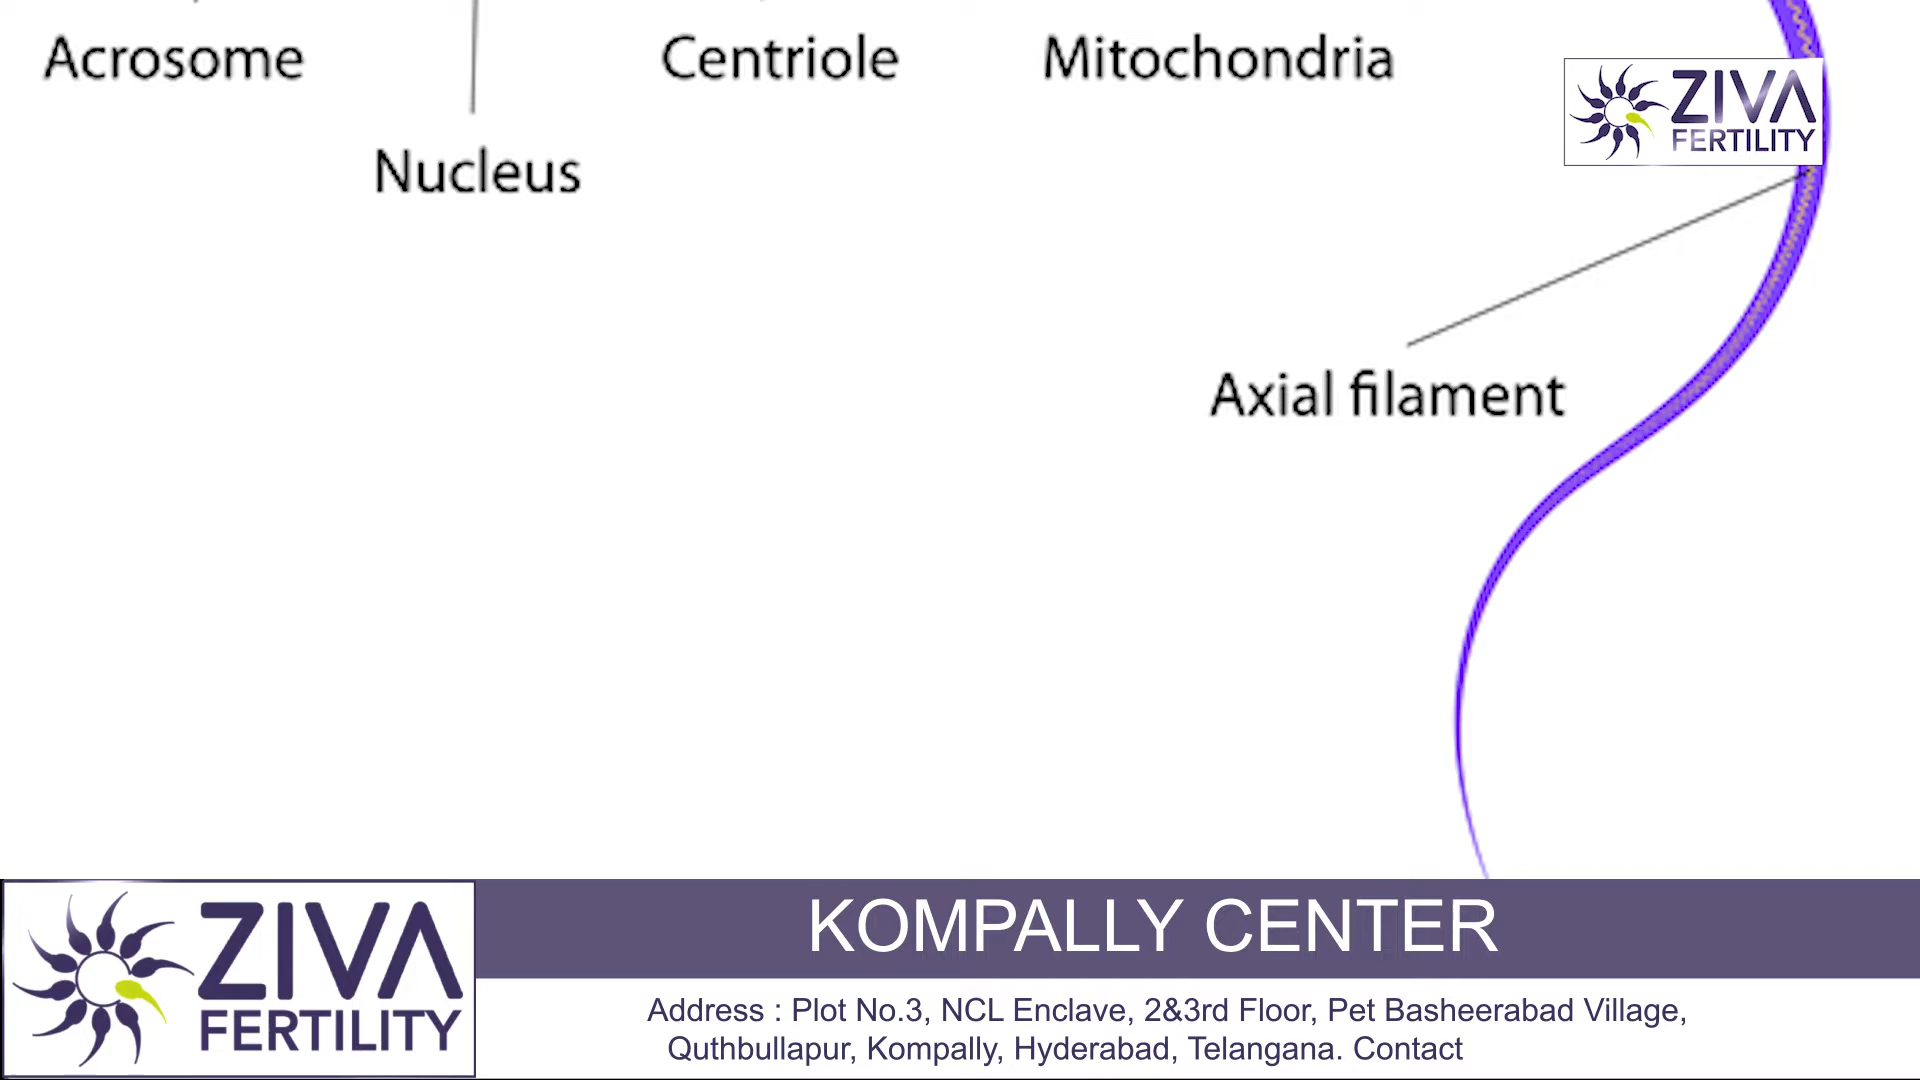 Acrosome
Centriole
Mitochondria
ZIVA
FERTILITY
Nucleus
Axial filament
ZIVA
FERTILITY
KOMPALLY CENTER
Address : Plot No.3, NCL Enclave, 2&3rd Floor, Pet Basheerabad Village,
Quthbullapur, Kompally, Hyderabad, Telangana. Contact